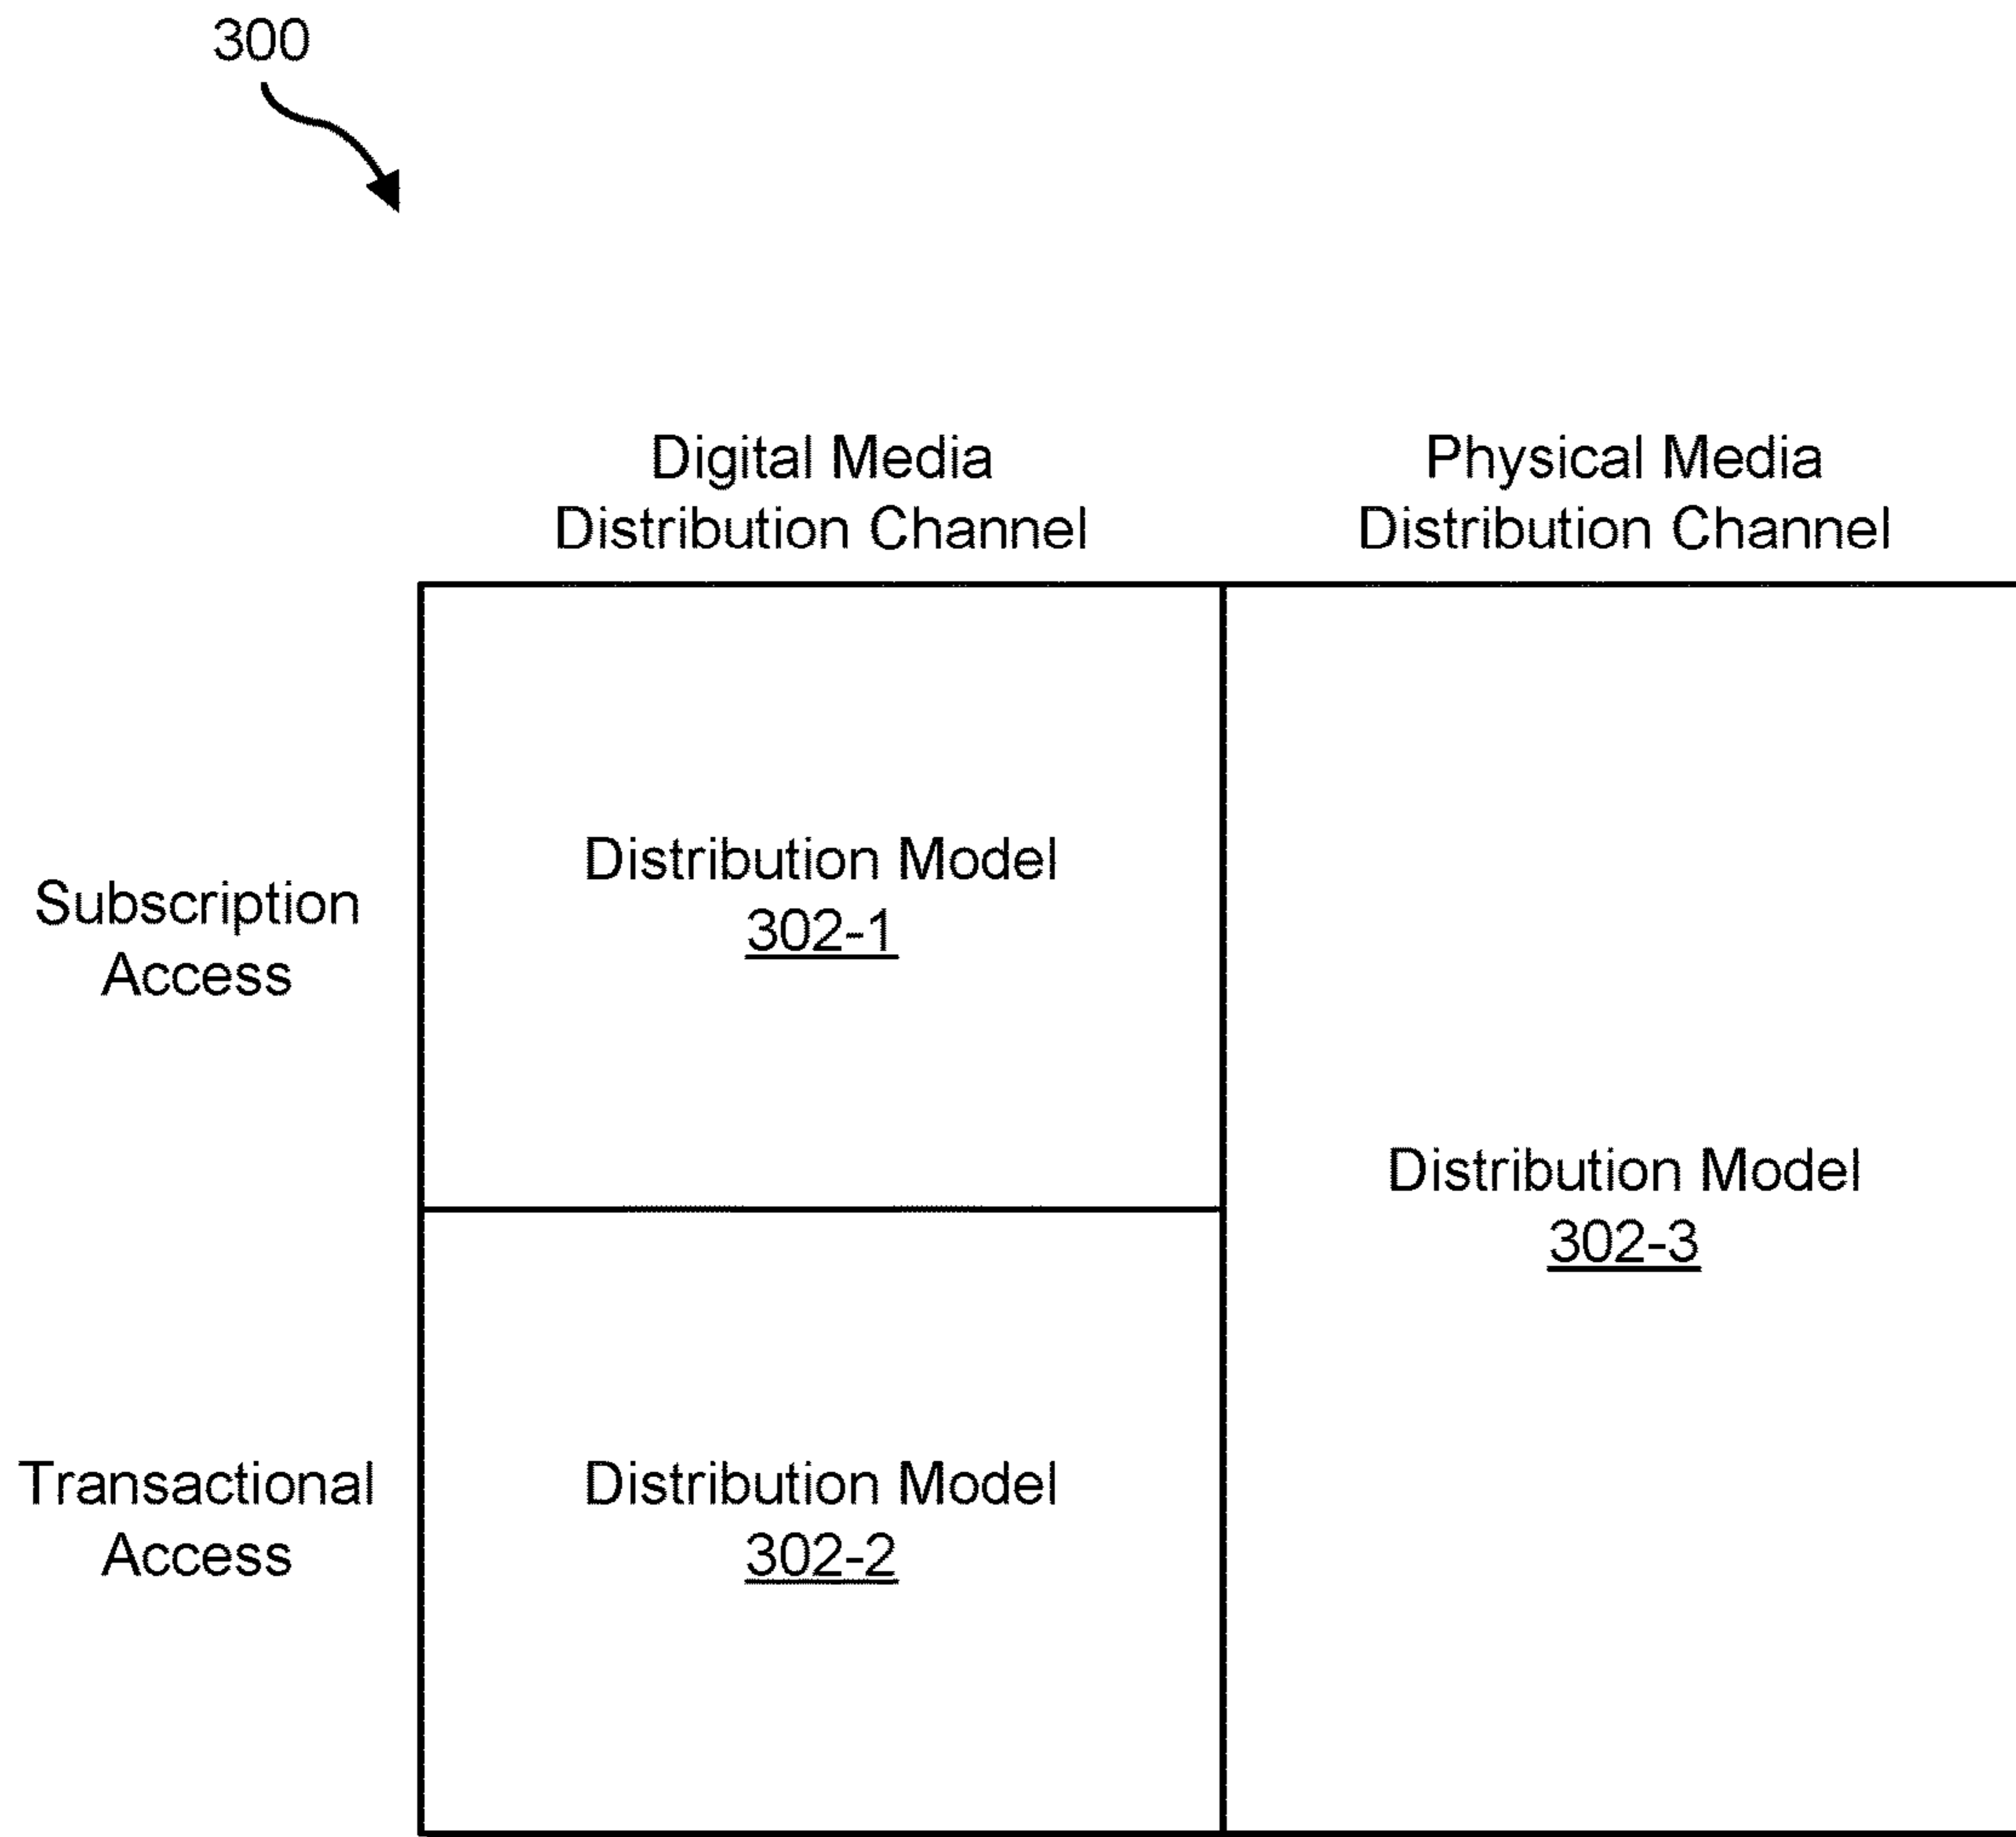 300
Digital Media
Distribution Channel
Physical Media
Distribution Channel
Subscription
Access
Distribution Model
302-1
Distribution Model
302-3
Transactional
Access
Distribution Model
302-2